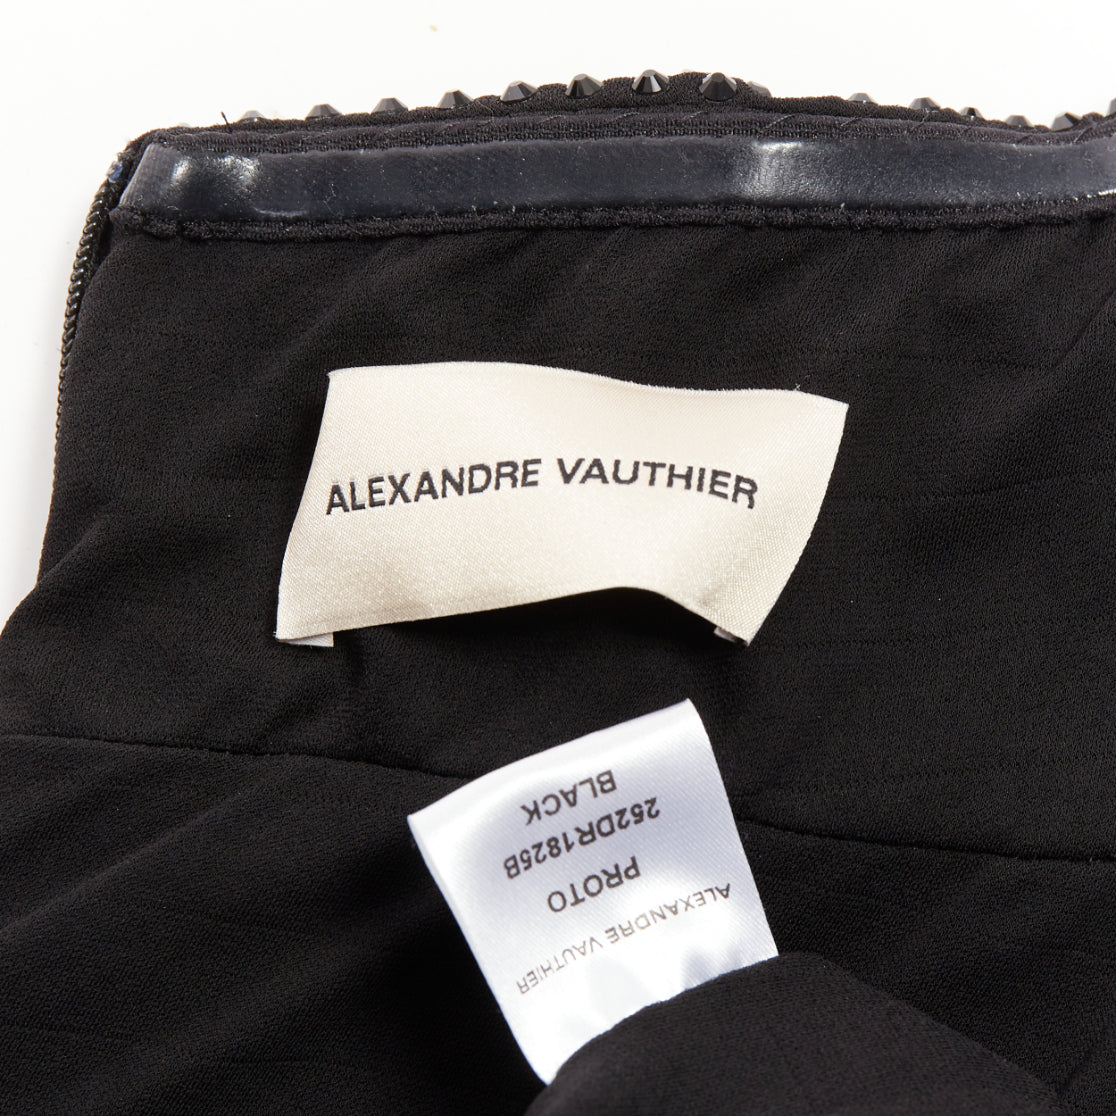 ALEXANDRE VAUTHIER
ALEXANDRE VAUTHIER
PROTO
252DR1825B
BLACK